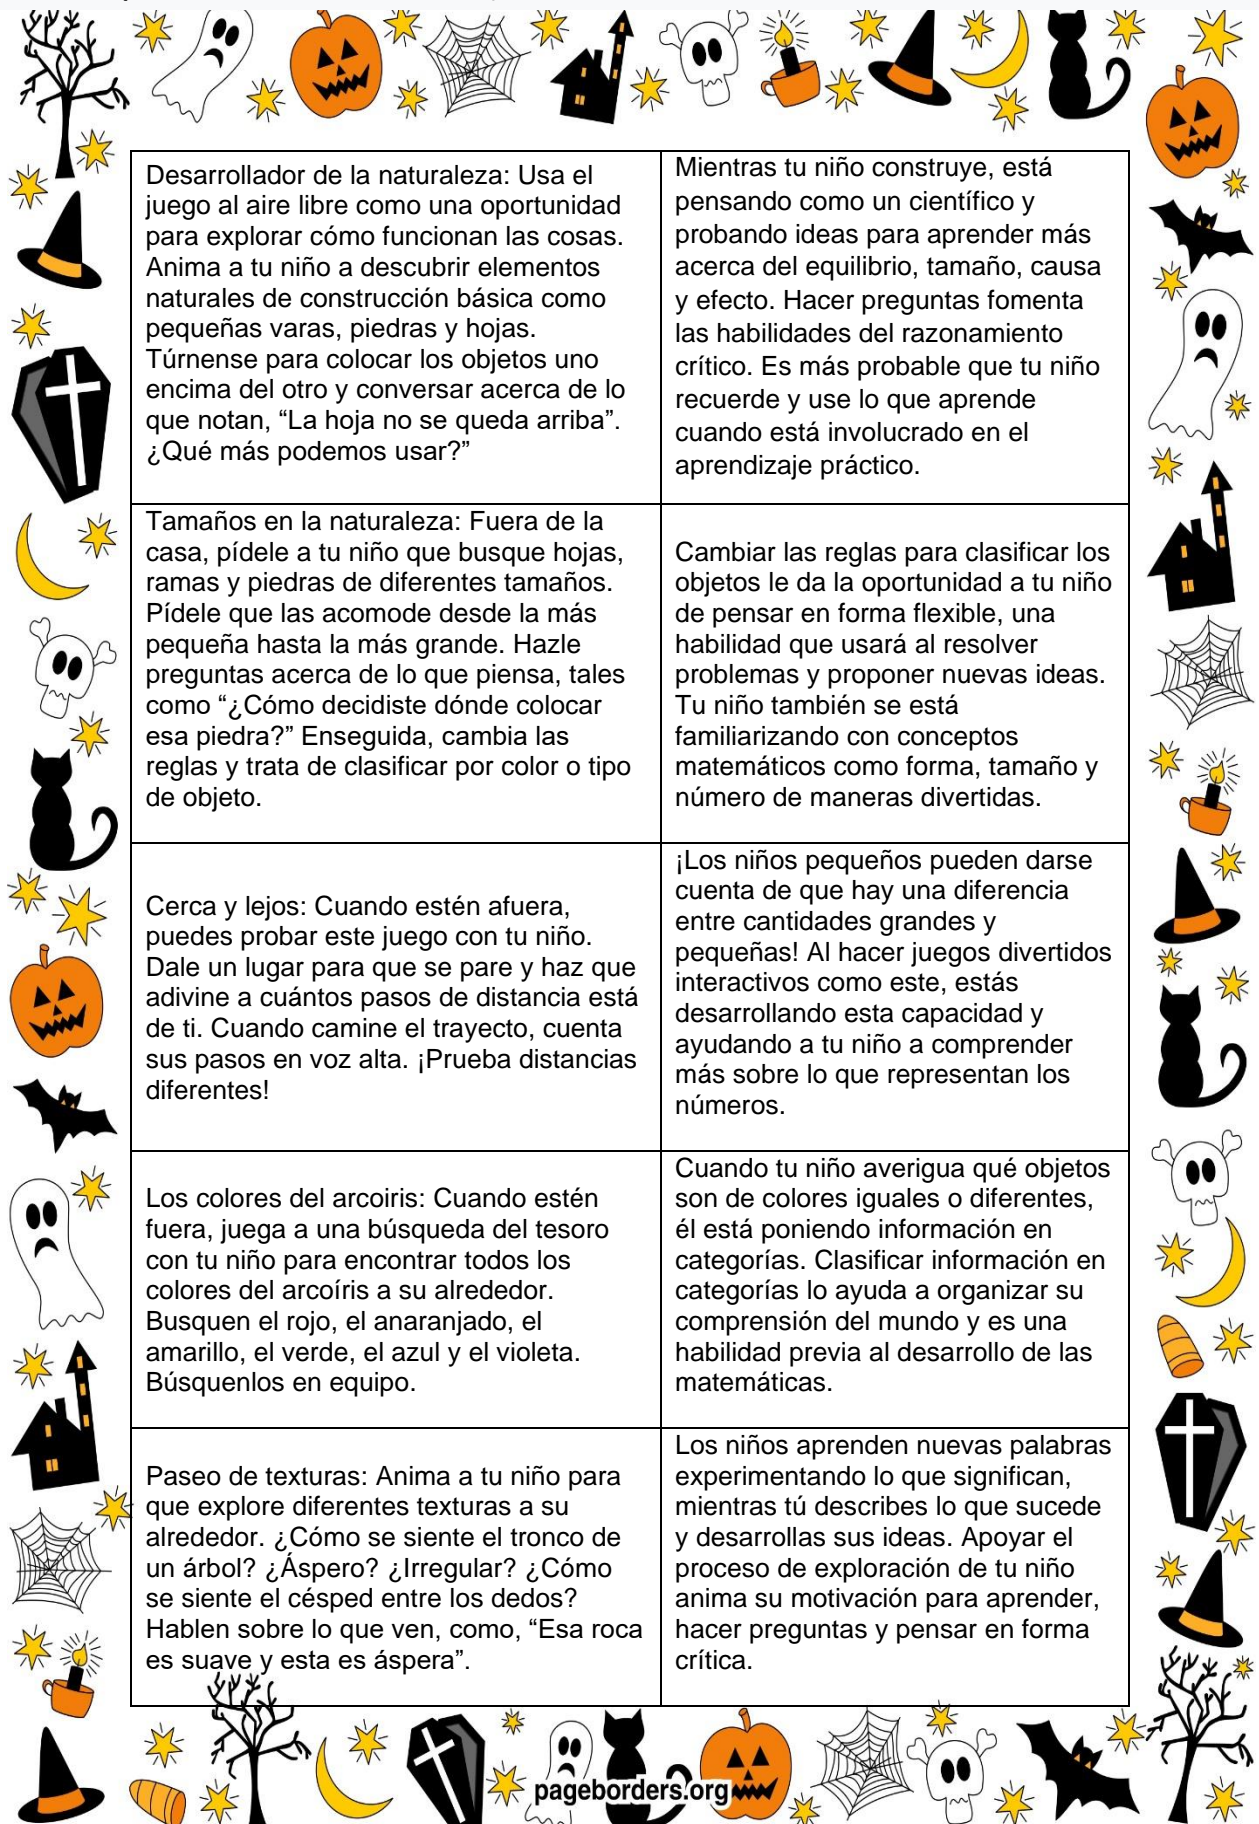 Desarrollador de la naturaleza: Usa el
juego al aire libre como una oportunidad
para explorar cómo funcionan las cosas.
Anima a tu niño a descubrir elementos
naturales de construcción básica como
pequeñas varas, piedras y hojas.
Túrnense para colocar los objetos uno
encima del otro y conversar acerca de lo
que notan, “La hoja no se queda arriba”.
¿Qué más podemos usar?”
Mientras tu niño construye, está
pensando como un científico y
probando ideas para aprender más
acerca del equilibrio, tamaño, causa
y efecto. Hacer preguntas fomenta
las habilidades del razonamiento
crítico. Es más probable que tu niño
recuerde y use lo que aprende
cuando está involucrado en el
aprendizaje práctico.
Tamaños en la naturaleza: Fuera de la
casa, pídele a tu niño que busque hojas,
ramas y piedras de diferentes tamaños.
Pídele que las acomode desde la más
pequeña hasta la más grande. Hazle
preguntas acerca de lo que piensa, tales
como “¿Cómo decidiste dónde colocar
esa piedra?” Enseguida, cambia las
reglas y trata de clasificar por color o tipo
de objeto.
Cambiar las reglas para clasificar los
objetos le da la oportunidad a tu niño
de pensar en forma flexible, una
habilidad que usará al resolver
problemas y proponer nuevas ideas.
Tu niño también se está
familiarizando con conceptos
matemáticos como forma, tamaño y
número de maneras divertidas.
Cerca y lejos: Cuando estén afuera,
puedes probar este juego con tu niño.
Dale un lugar para que se pare y haz que
adivine a cuántos pasos de distancia está
de ti. Cuando camine el trayecto, cuenta
sus pasos en voz alta. ¡Prueba distancias
diferentes!
¡Los niños pequeños pueden darse
cuenta de que hay una diferencia
entre cantidades grandes y
pequeñas! Al hacer juegos divertidos
interactivos como este, estás
desarrollando esta capacidad y
ayudando a tu niño a comprender
más sobre lo que representan los
números.
Los colores del arcoiris: Cuando estén
fuera, juega a una búsqueda del tesoro
con tu niño para encontrar todos los
colores del arcoíris a su alrededor.
Busquen el rojo, el anaranjado, el
amarillo, el verde, el azul y el violeta.
Búsquenlos en equipo.
Cuando tu niño averigua qué objetos
son de colores iguales o diferentes,
él está poniendo información en
categorías. Clasificar información en
categorías lo ayuda a organizar su
comprensión del mundo y es una
habilidad previa al desarrollo de las
matemáticas.
Paseo de texturas: Anima a tu niño para
que explore diferentes texturas a su
alrededor. ¿Cómo se siente el tronco de
un árbol? ¿Áspero? ¿Irregular? ¿Cómo
se siente el césped entre los dedos?
Hablen sobre lo que ven, como, “Esa roca
es suave y esta es áspera”.
Los niños aprenden nuevas palabras
experimentando lo que significan,
mientras tú describes lo que sucede
y desarrollas sus ideas. Apoyar el
proceso de exploración de tu niño
anima su motivación para aprender,
hacer preguntas y pensar en forma
crítica.
pageborders.org